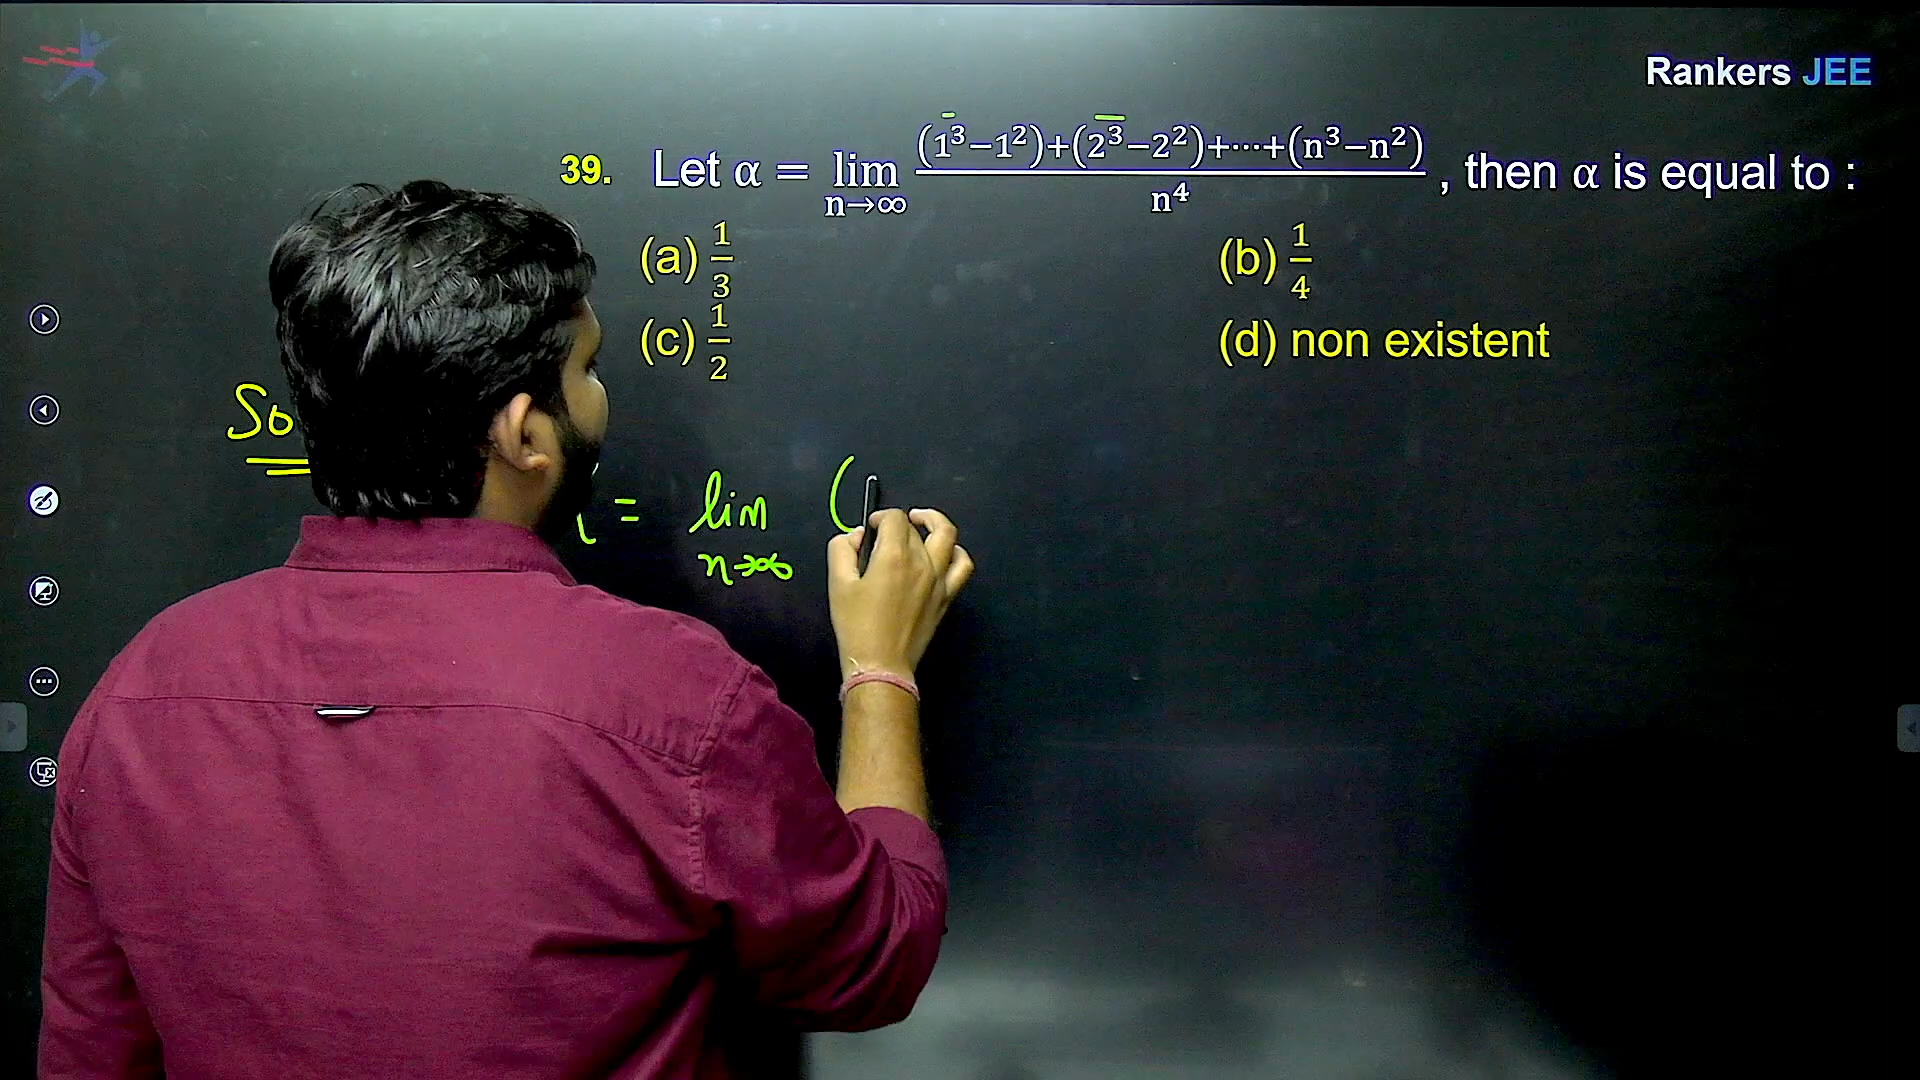 Rankers JEE
39. Let α = lim n→∞ (1³−1²)+(2³−2²)+⋯+(n³−n²) / n⁴ , then α is equal to :
(a) 1/3
(b) 1/4
(c) 1/2
(d) non existent
So
= lim (
n→∞